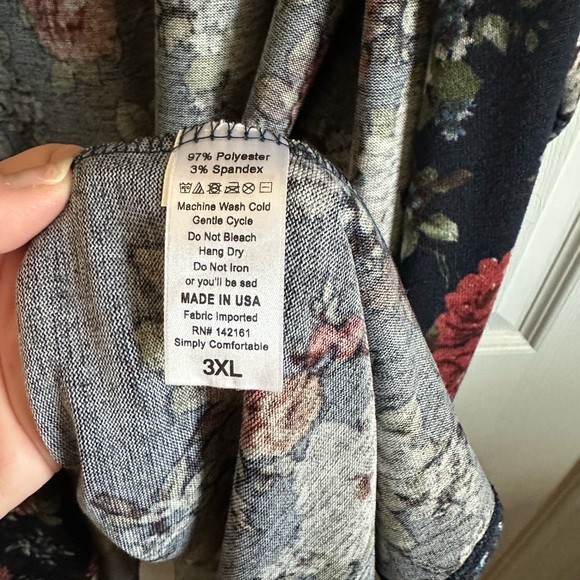 97% Polyester
3% Spandex
Machine Wash Cold
Gentle Cycle
Do Not Bleach
Hang Dry
Do Not Iron
or you'll be sad
MADE IN USA
Fabric Imported
RN# 142161
Simply Comfortable
3XL